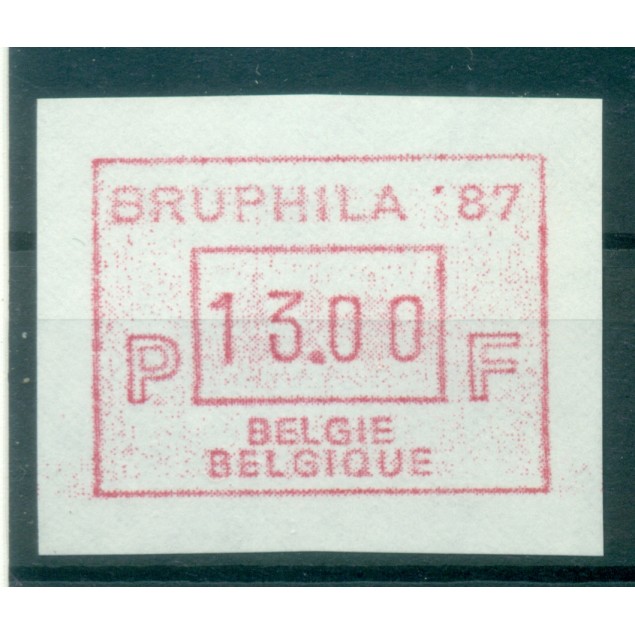 BRUPHILA '87
13.00
P F
BELGIE
BELGIQUE